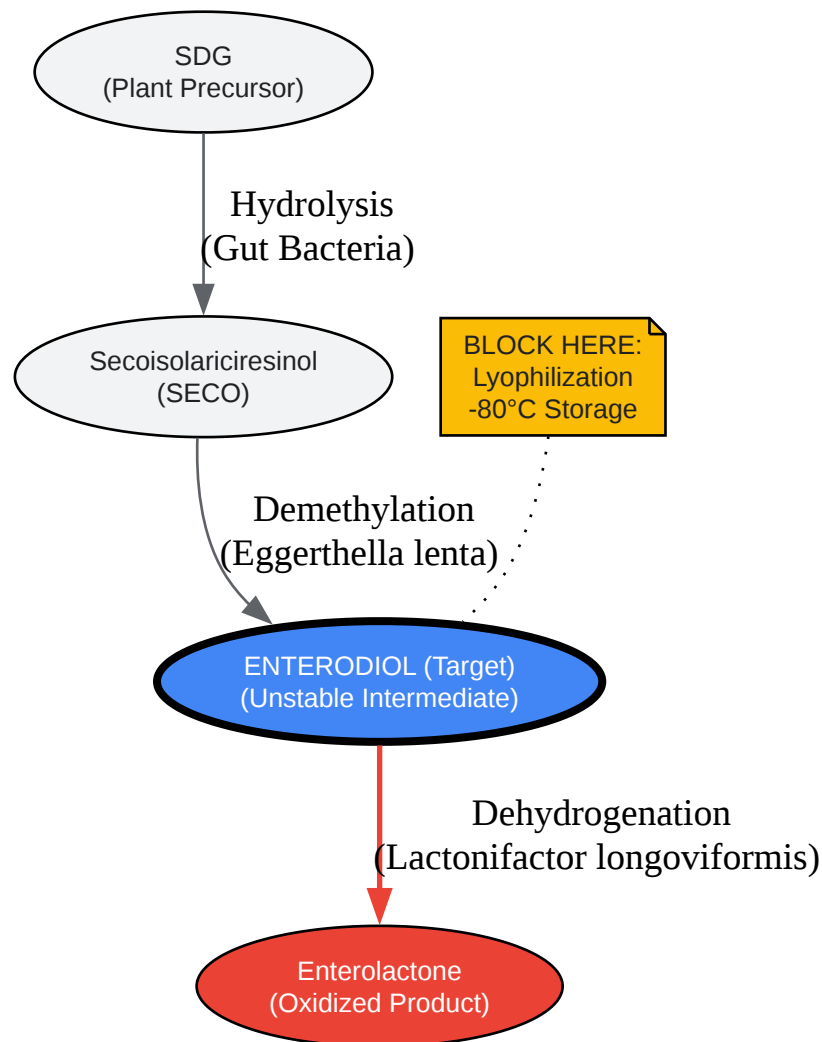 SDG
(Plant Precursor)
Hydrolysis
(Gut Bacteria)
Secoisolariciresinol
(SECO)
BLOCK HERE:
Lyophilization
-80°C Storage
Demethylation
(Eggerthella lenta)
ENTERODIOL (Target)
(Unstable Intermediate)
Dehydrogenation
(Lactonifactor longoviformis)
Enterolactone
(Oxidized Product)